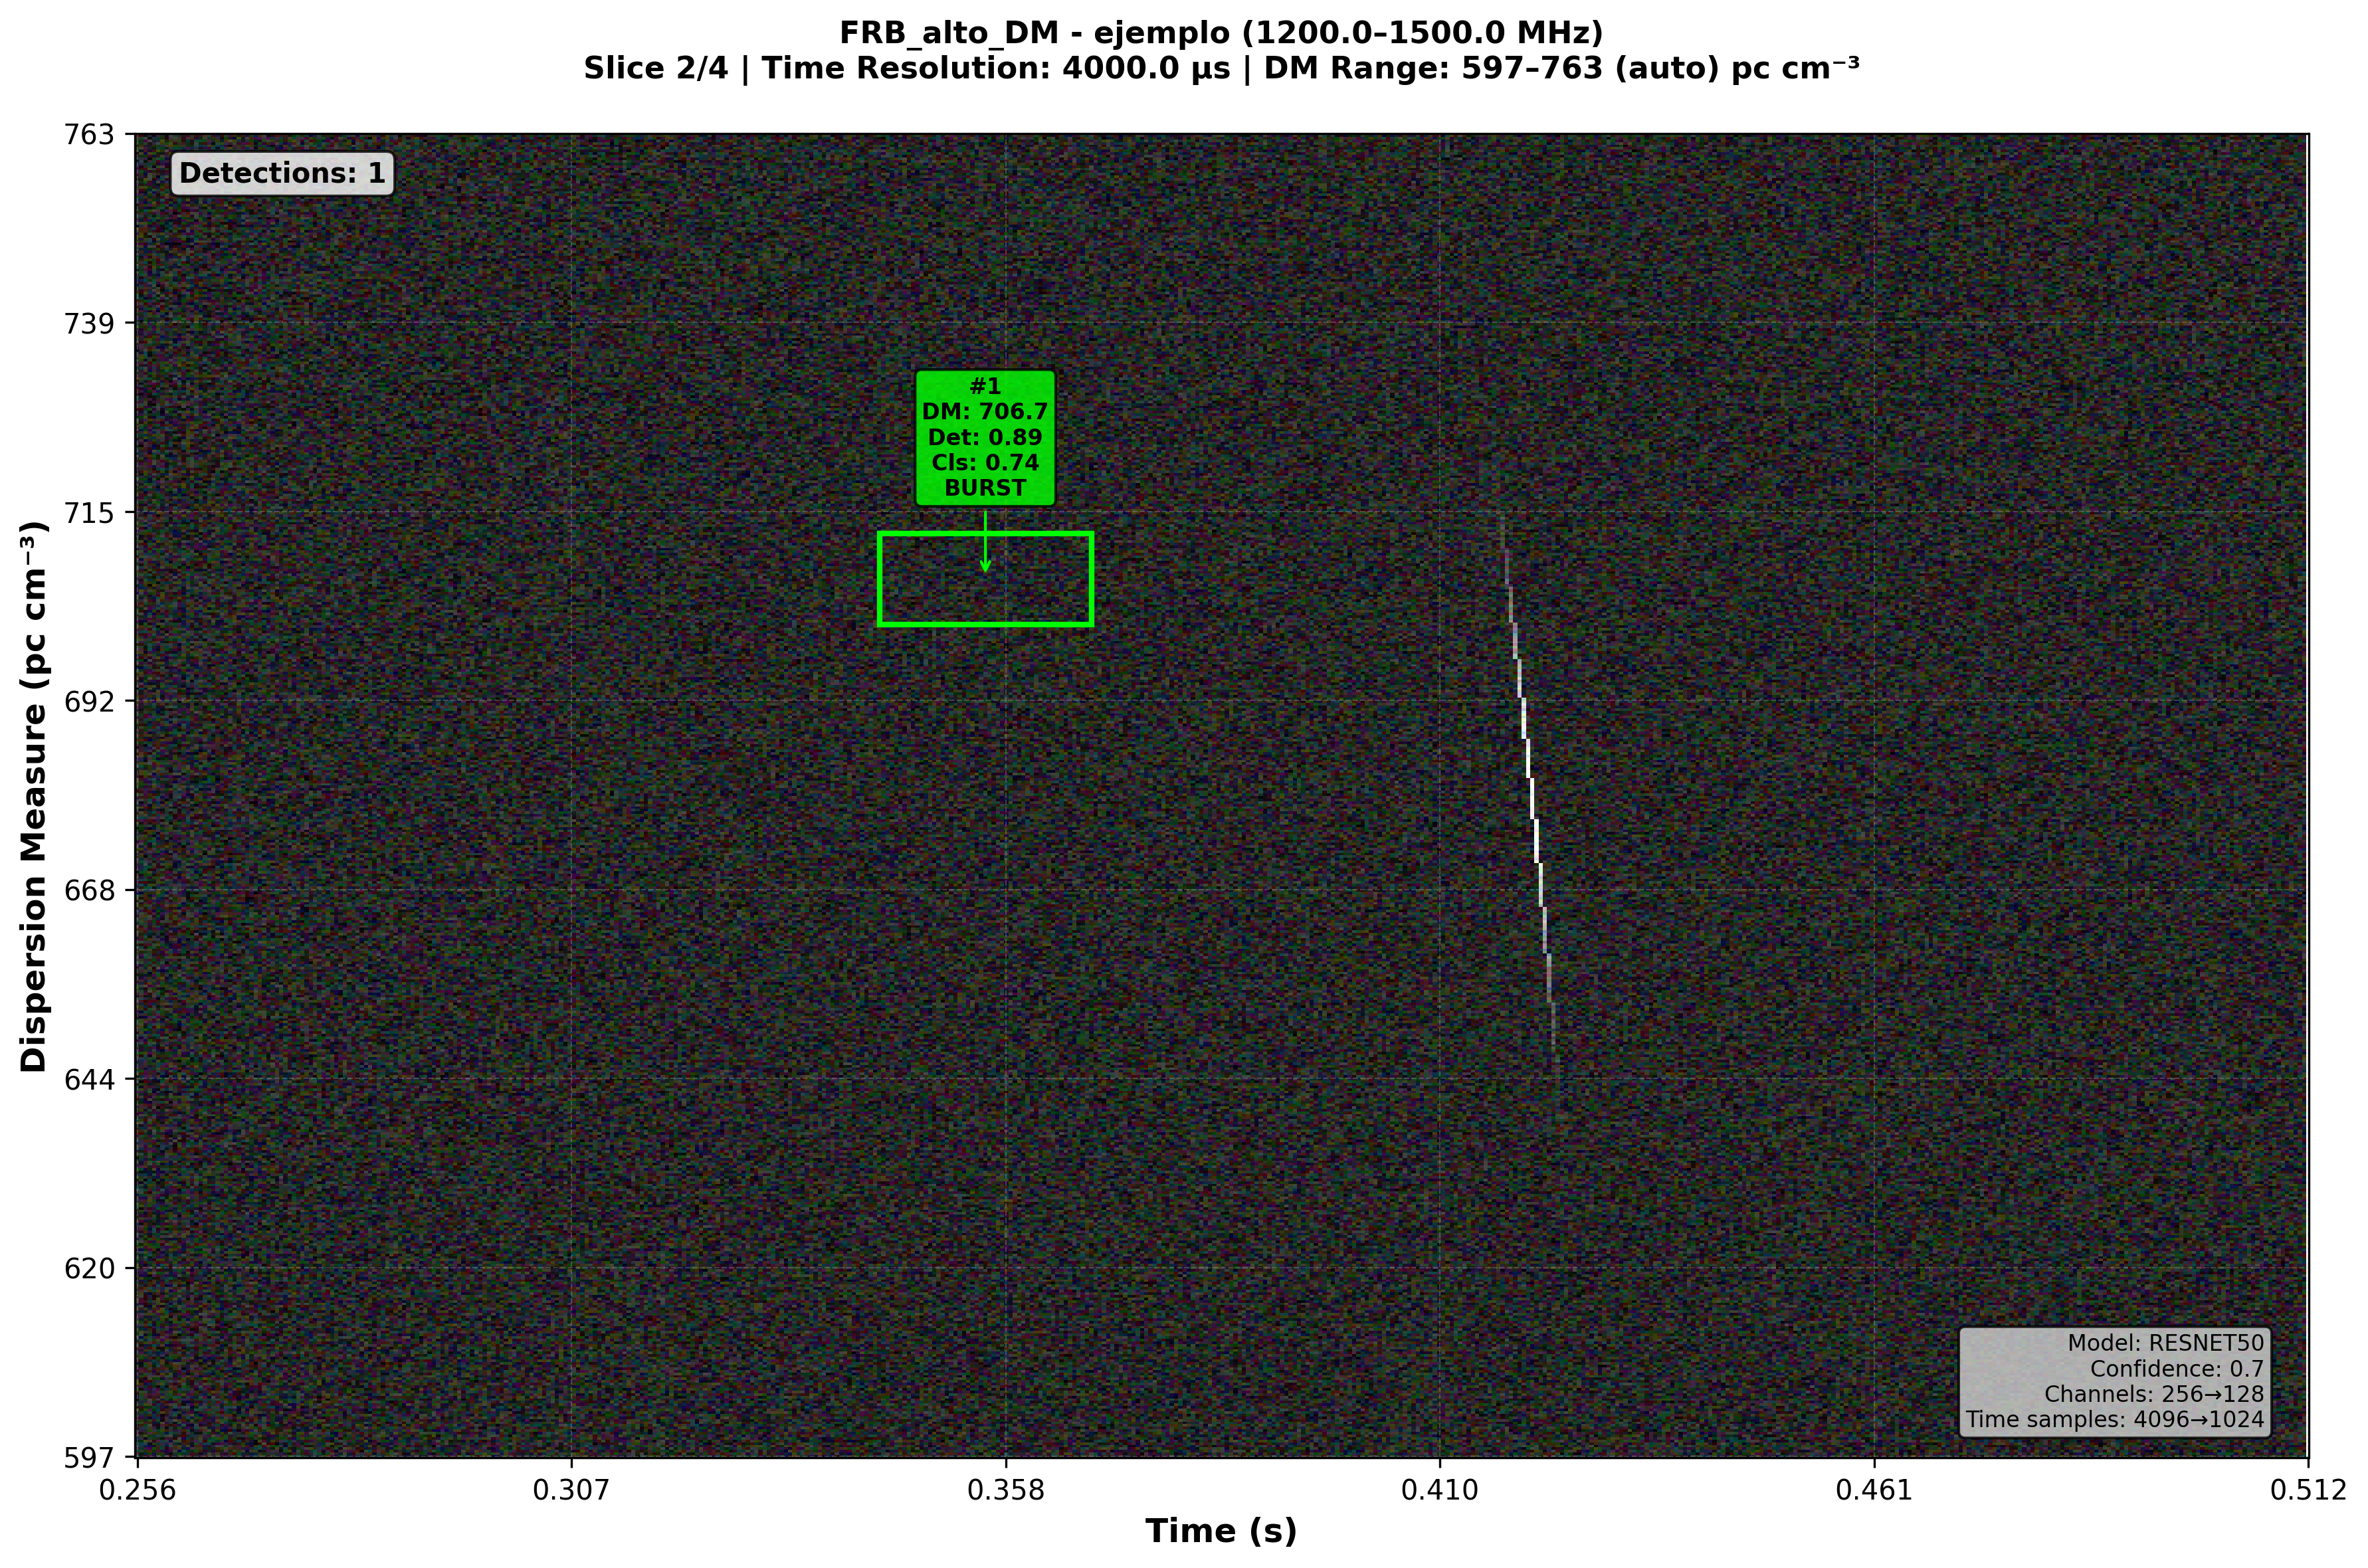 FRB_alto_DM - ejemplo (1200.0–1500.0 MHz)
Slice 2/4 | Time Resolution: 4000.0 µs | DM Range: 597–763 (auto) pc cm⁻³
Detections: 1
#1
DM: 706.7
Det: 0.89
Cls: 0.74
BURST
Dispersion Measure (pc cm⁻³)
763
739
715
692
668
644
620
597
Model: RESNET50
Confidence: 0.7
Channels: 256→128
Time samples: 4096→1024
0.256
0.307
0.358
0.410
0.461
0.512
Time (s)